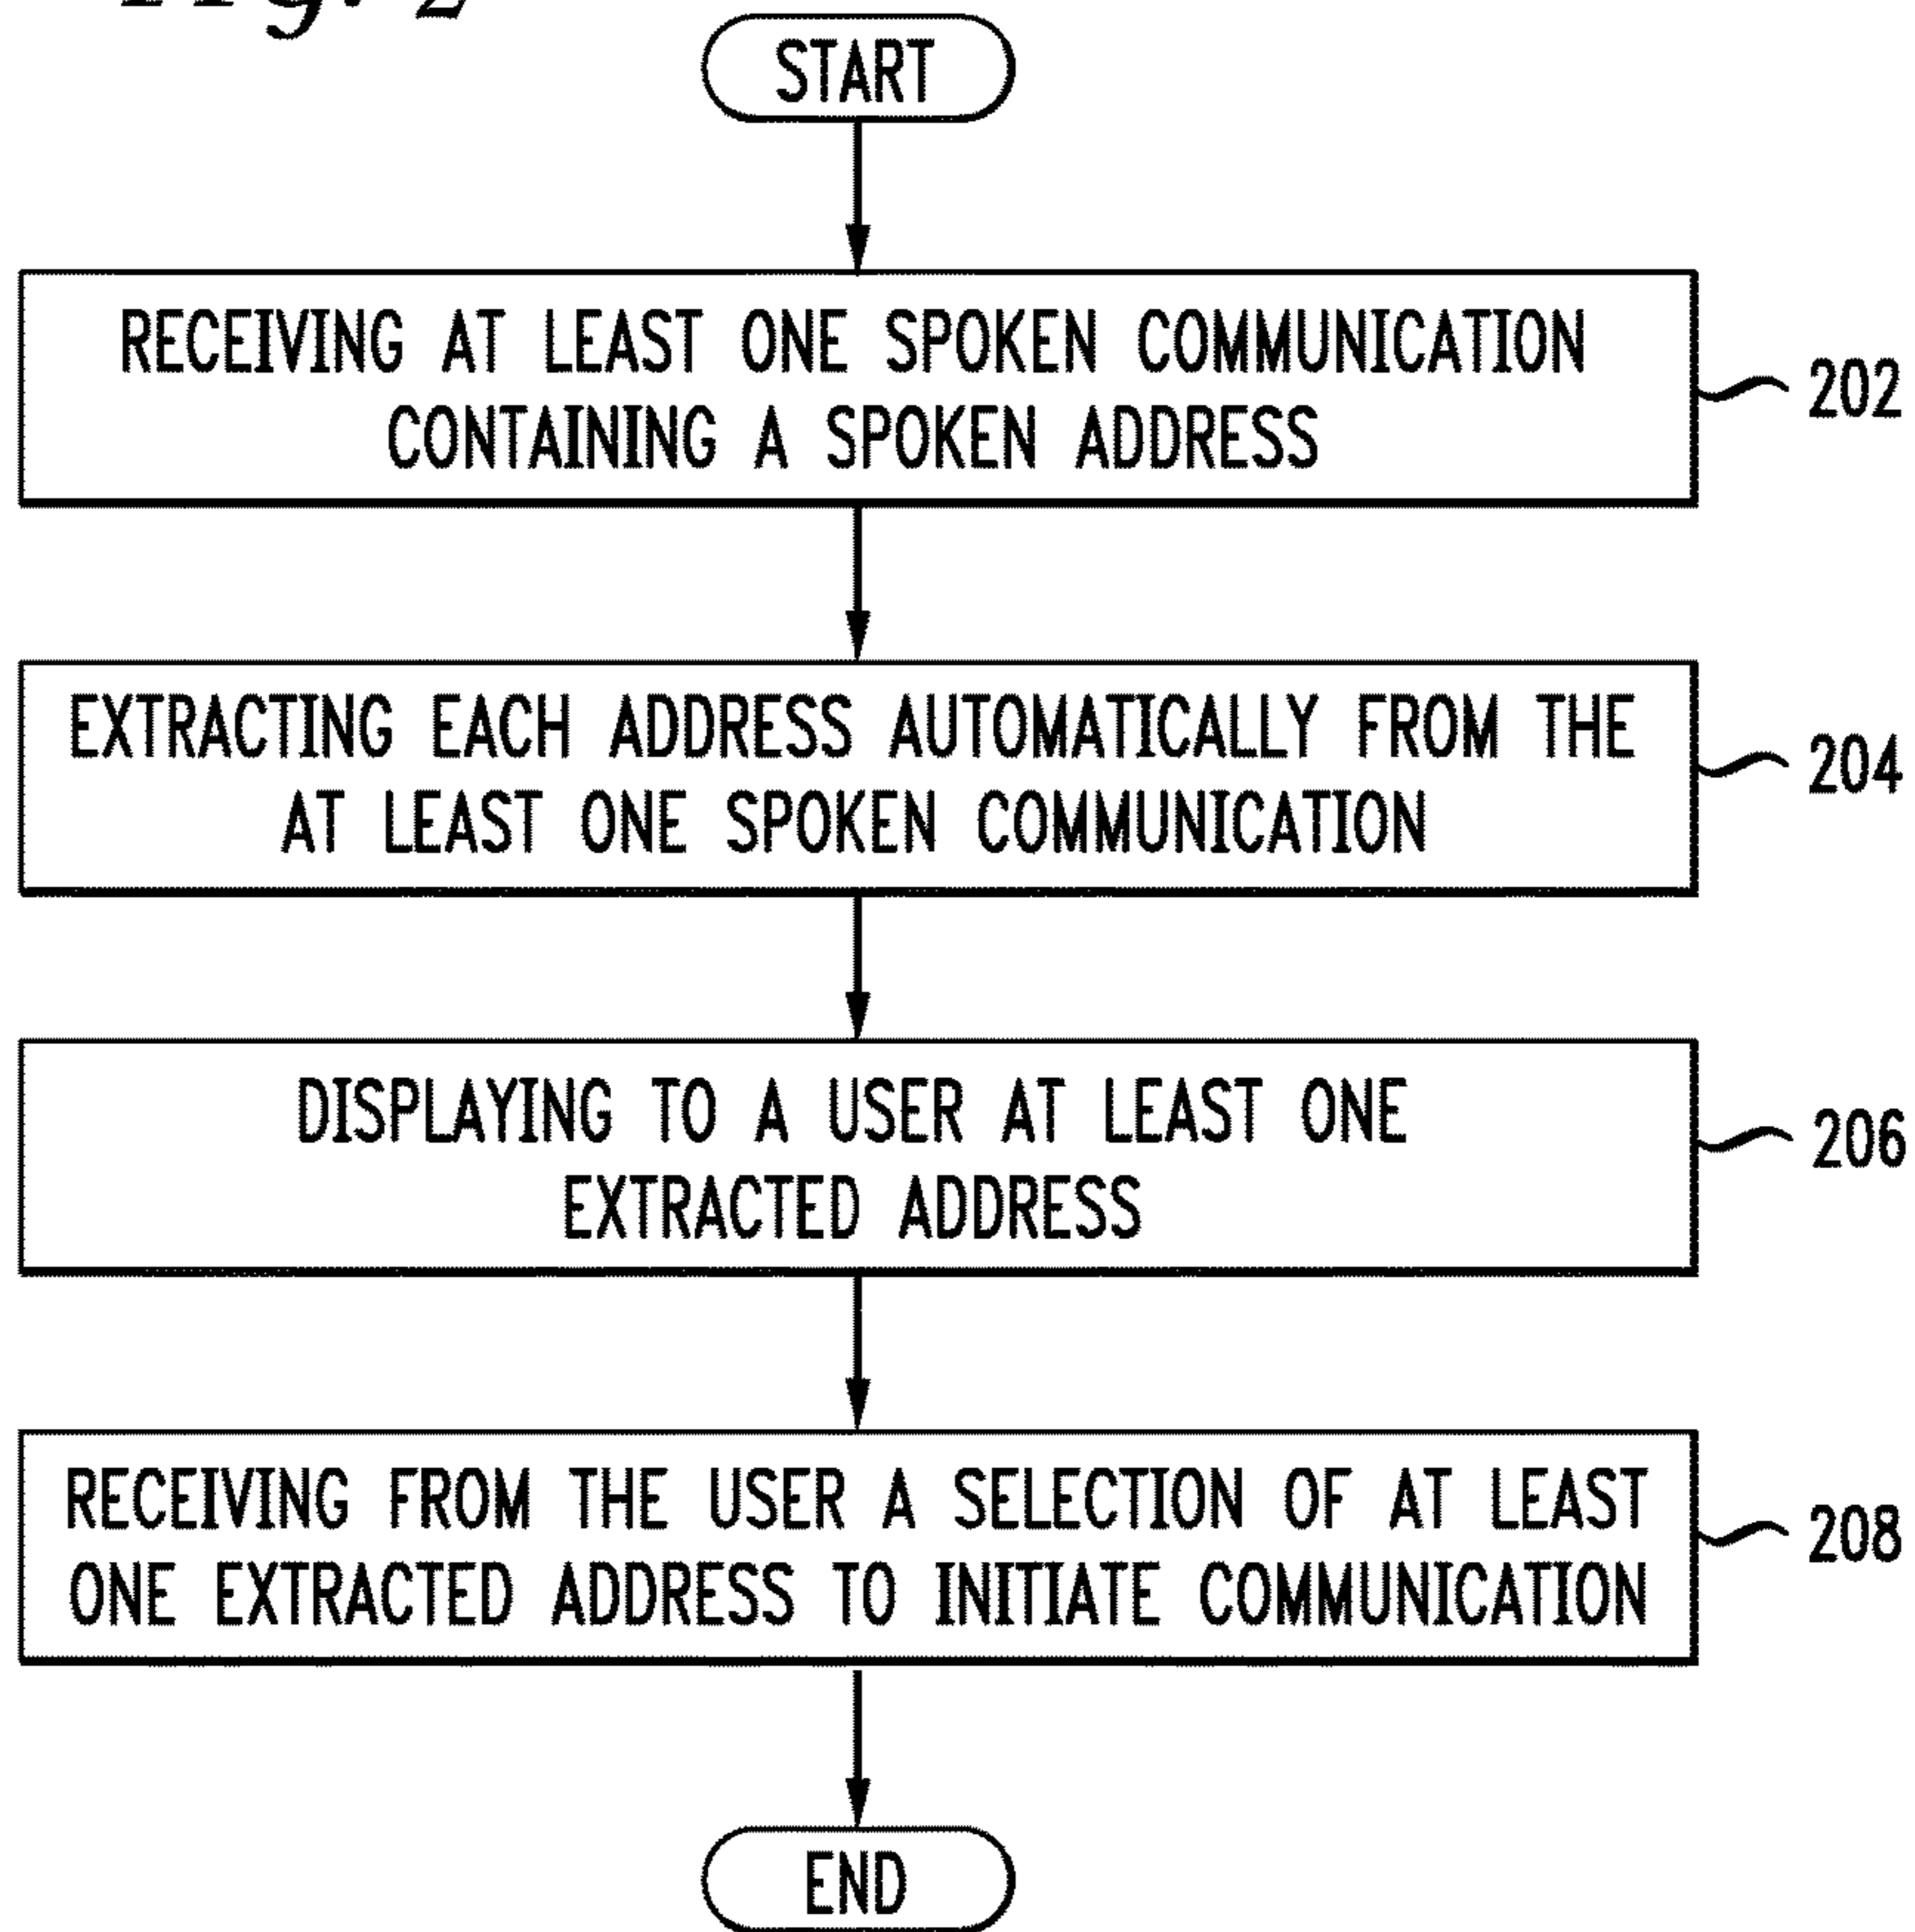 Fig. 2
START
RECEIVING AT LEAST ONE SPOKEN COMMUNICATION
CONTAINING A SPOKEN ADDRESS
202
EXTRACTING EACH ADDRESS AUTOMATICALLY FROM THE
AT LEAST ONE SPOKEN COMMUNICATION
204
DISPLAYING TO A USER AT LEAST ONE
EXTRACTED ADDRESS
206
RECEIVING FROM THE USER A SELECTION OF AT LEAST
ONE EXTRACTED ADDRESS TO INITIATE COMMUNICATION
208
END